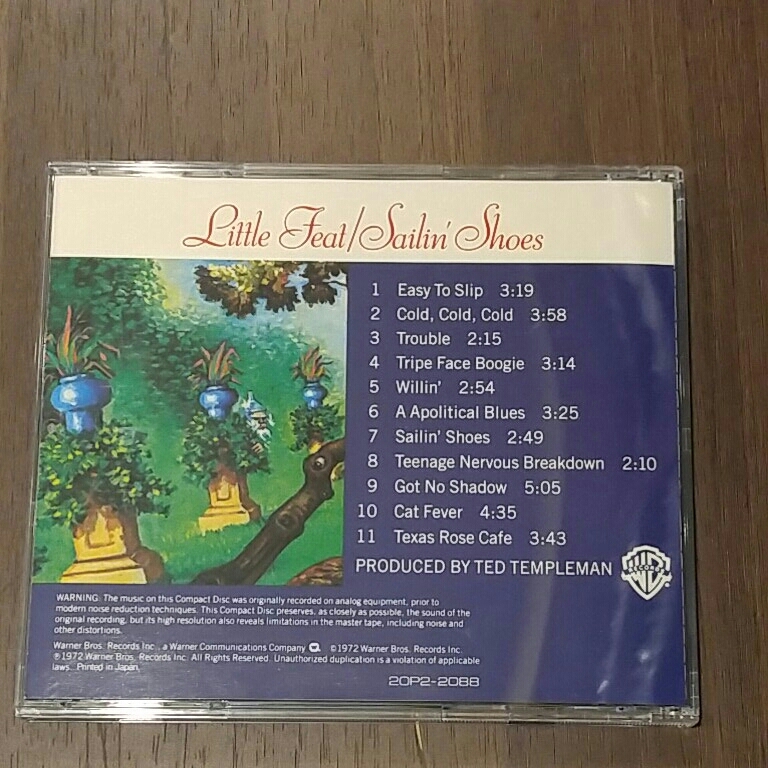 Little Feat/Sailin' Shoes
1 Easy To Slip 3:19
2 Cold, Cold, Cold 3:58
3 Trouble 2:15
4 Tripe Face Boogie 3:14
5 Willin' 2:54
6 A Apolitical Blues 3:25
7 Sailin' Shoes 2:49
8 Teenage Nervous Breakdown 2:10
9 Got No Shadow 5:05
10 Cat Fever 4:35
11 Texas Rose Cafe 3:43
PRODUCED BY TED TEMPLEMAN
RECORDS
WARNING: The music on this Compact Disc was originally recorded on analog equipment, prior to
modern noise reduction techniques. This Compact Disc preserves, as closely as possible, the sound of the
original recording, but its high resolution also reveals limitations in the master tape, including noise and
other distortions.
Warner Bros. Records Inc., a Warner Communications Company ©1972 Warner Bros. Records Inc.
℗1972 Warner Bros. Records Inc. All Rights Reserved. Unauthorized duplication is a violation of applicable
laws. Printed in Japan.
20P2-2088